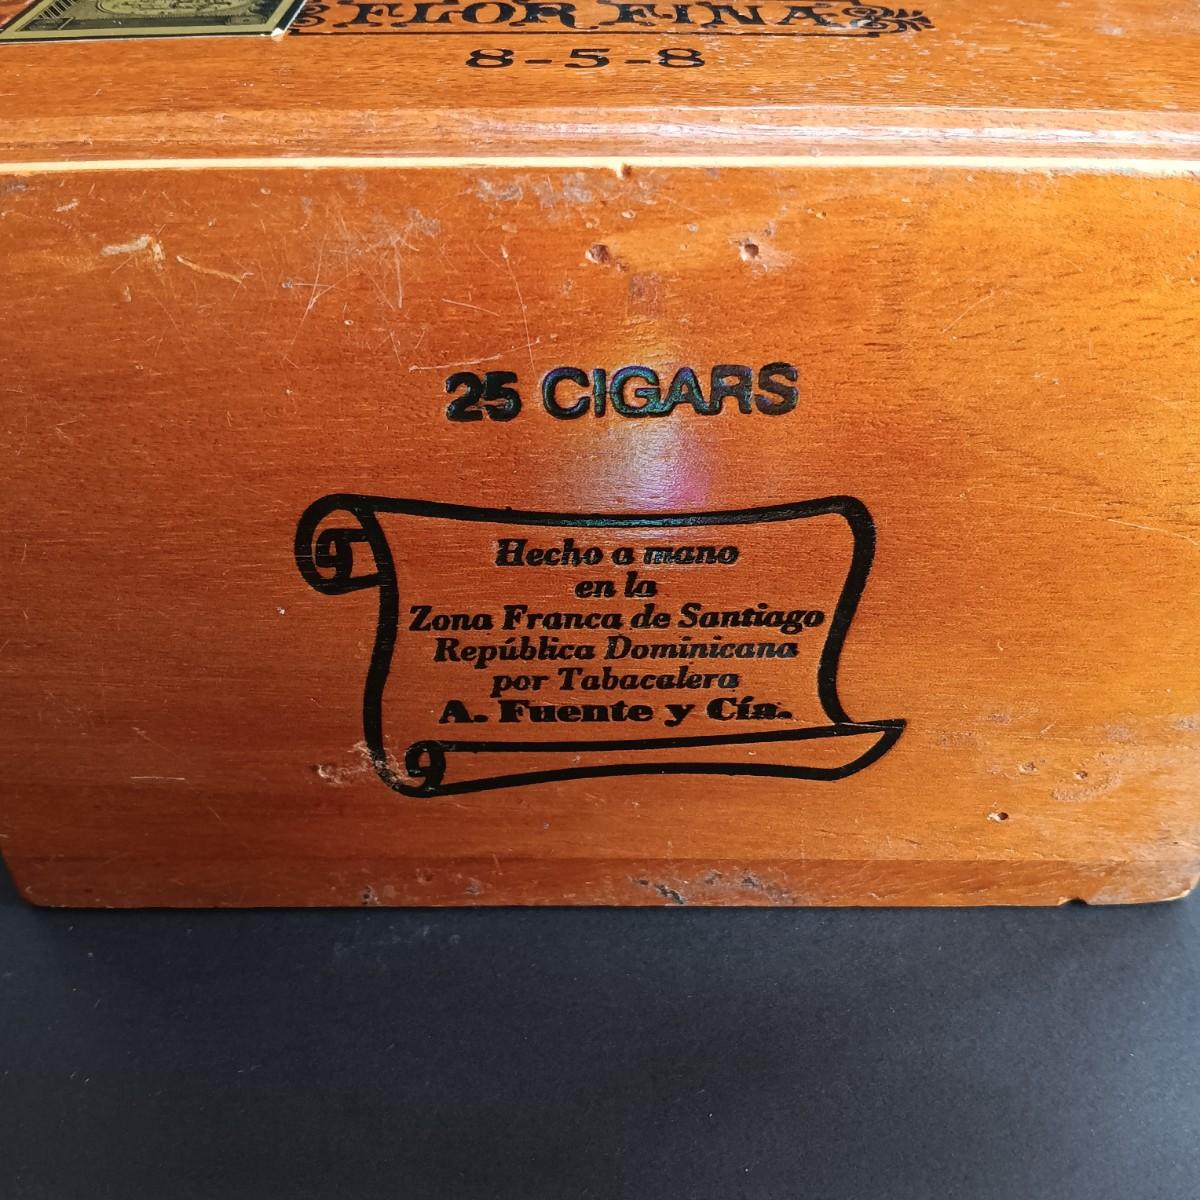 FLOR FINA
8-5-8
25 CIGARS
Hecho a mano
en la
Zona Franca de Santiago
República Dominicana
por Tabacalera
A. Fuente y Cía.